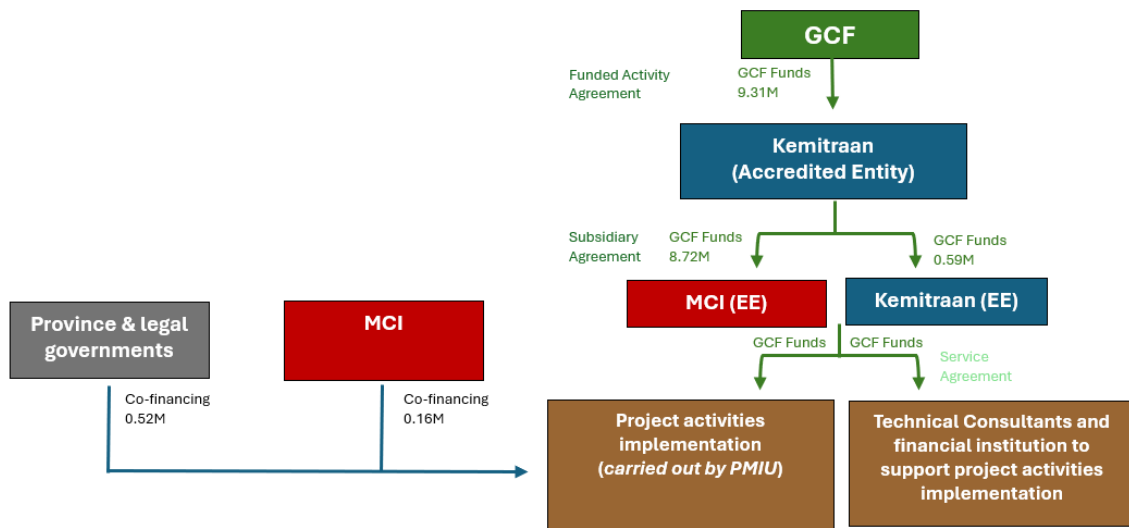 GCF
Funded Activity
Agreement
GCF Funds
9.31M
Kemitraan
(Accredited Entity)
Subsidiary
Agreement
GCF Funds
8.72M
GCF Funds
0.59M
MCI (EE)
Kemitraan (EE)
Province & legal
governments
MCI
GCF Funds
GCF Funds
Service
Agreement
Co-financing
0.52M
Co-financing
0.16M
Project activities
implementation
(carried out by PMIU)
Technical Consultants and
financial institution to
support project activities
implementation